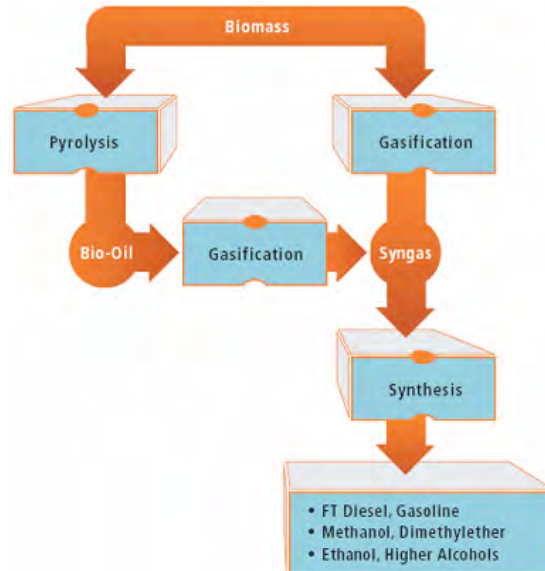 Biomass
Pyrolysis
Gasification
Bio-Oil
Gasification
Syngas
Synthesis
• FT Diesel, Gasoline
• Methanol, Dimethylether
• Ethanol, Higher Alcohols